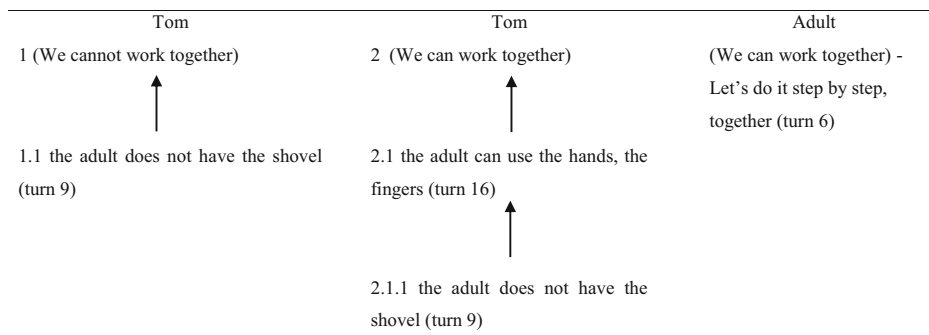 Tom Tom Adult
1 (We cannot work together) 2 (We can work together) (We can work together) -
Let's do it step by step,
together (turn 6)
1.1 the adult does not have the shovel
(turn 9)
2.1 the adult can use the hands, the
fingers (turn 16)
2.1.1 the adult does not have the
shovel (turn 9)